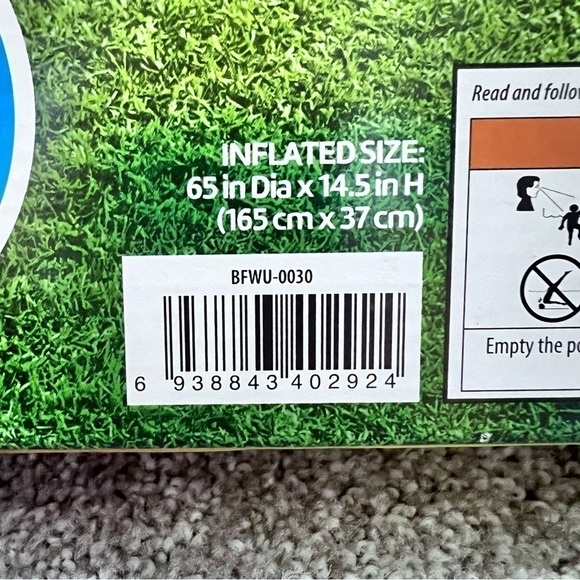 INFLATED SIZE:
65 in Dia x 14.5 in H
(165 cm x 37 cm)
BFWU-0030
6 938843 402924
Read and follow
Empty the po